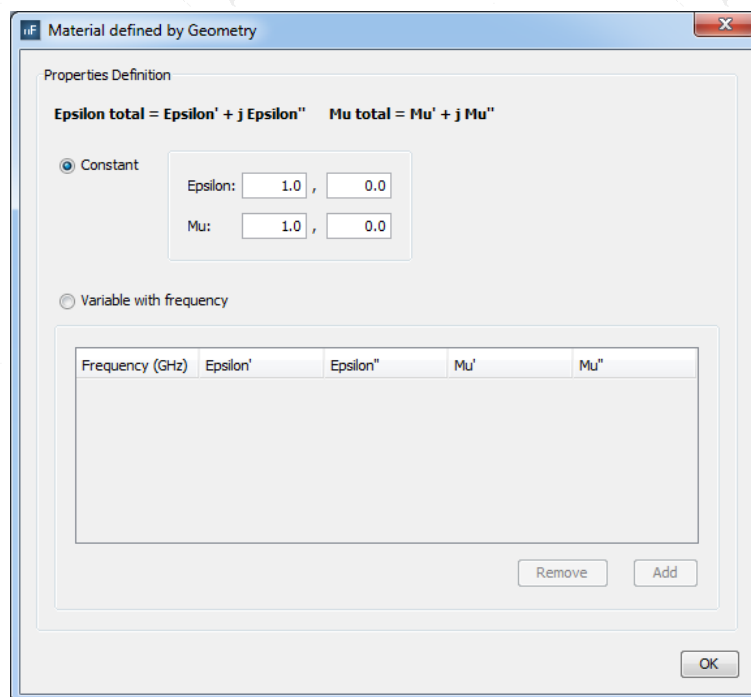 nF Material defined by Geometry
Properties Definition
Epsilon total = Epsilon' + j Epsilon'' Mu total = Mu' + j Mu''
Constant
Epsilon: 1.0 , 0.0
Mu: 1.0 , 0.0
Variable with frequency
Frequency (GHz) Epsilon' Epsilon'' Mu' Mu''
Remove Add
OK